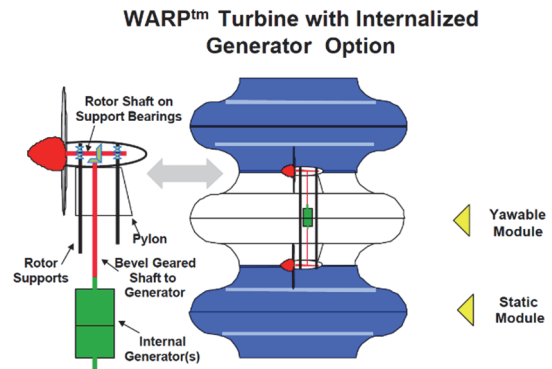 WARPtm Turbine with Internalized
Generator Option
Rotor Shaft on
Support Bearings
Pylon
Rotor
Supports
Bevel Geared
Shaft to
Generator
Internal
Generator(s)
Yawable
Module
Static
Module